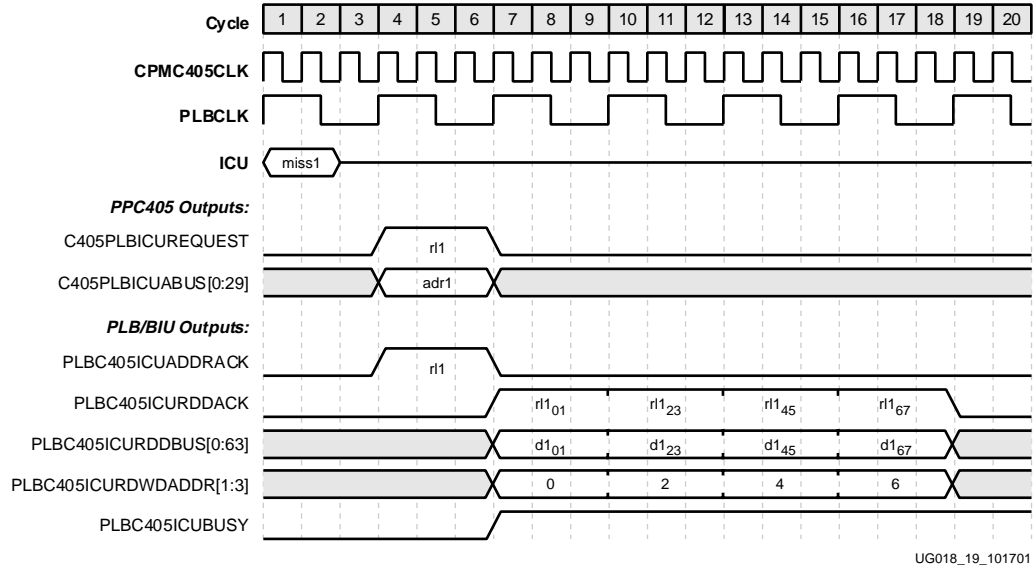 Cycle 1 2 3 4 5 6 7 8 9 10 11 12 13 14 15 16 17 18 19 20
CPMC405CLK
PLBCLK
ICU miss1
PPC405 Outputs:
C405PLBICUREQUEST rl1
C405PLBICUABUS[0:29] adr1
PLB/BIU Outputs:
PLBC405ICUADDRACK rl1
PLBC405ICURDDACK rl1₀₁ rl1₂₃ rl1₄₅ rl1₆₇
PLBC405ICURDDBUS[0:63] d1₀₁ d1₂₃ d1₄₅ d1₆₇
PLBC405ICURDWDADDR[1:3] 0 2 4 6
PLBC405ICUBUSY
UG018_19_101701